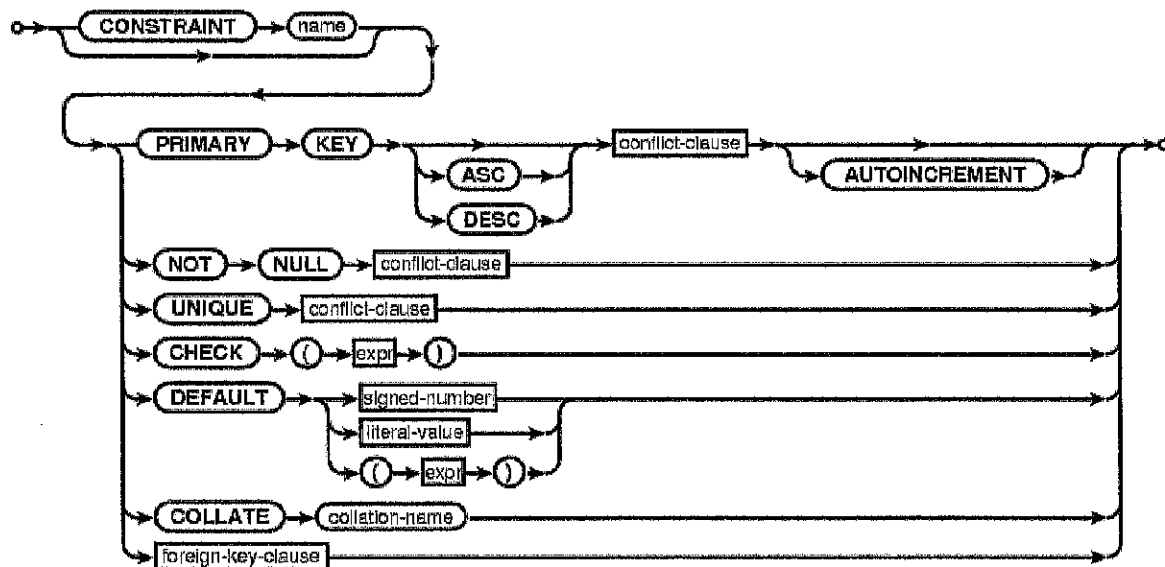 CONSTRAINT name
PRIMARY KEY conflict-clause
ASC AUTOINCREMENT
DESC
NOT NULL conflict-clause
UNIQUE conflict-clause
CHECK ( expr )
DEFAULT signed-number
literal-value
( expr )
COLLATE collation-name
foreign-key-clause